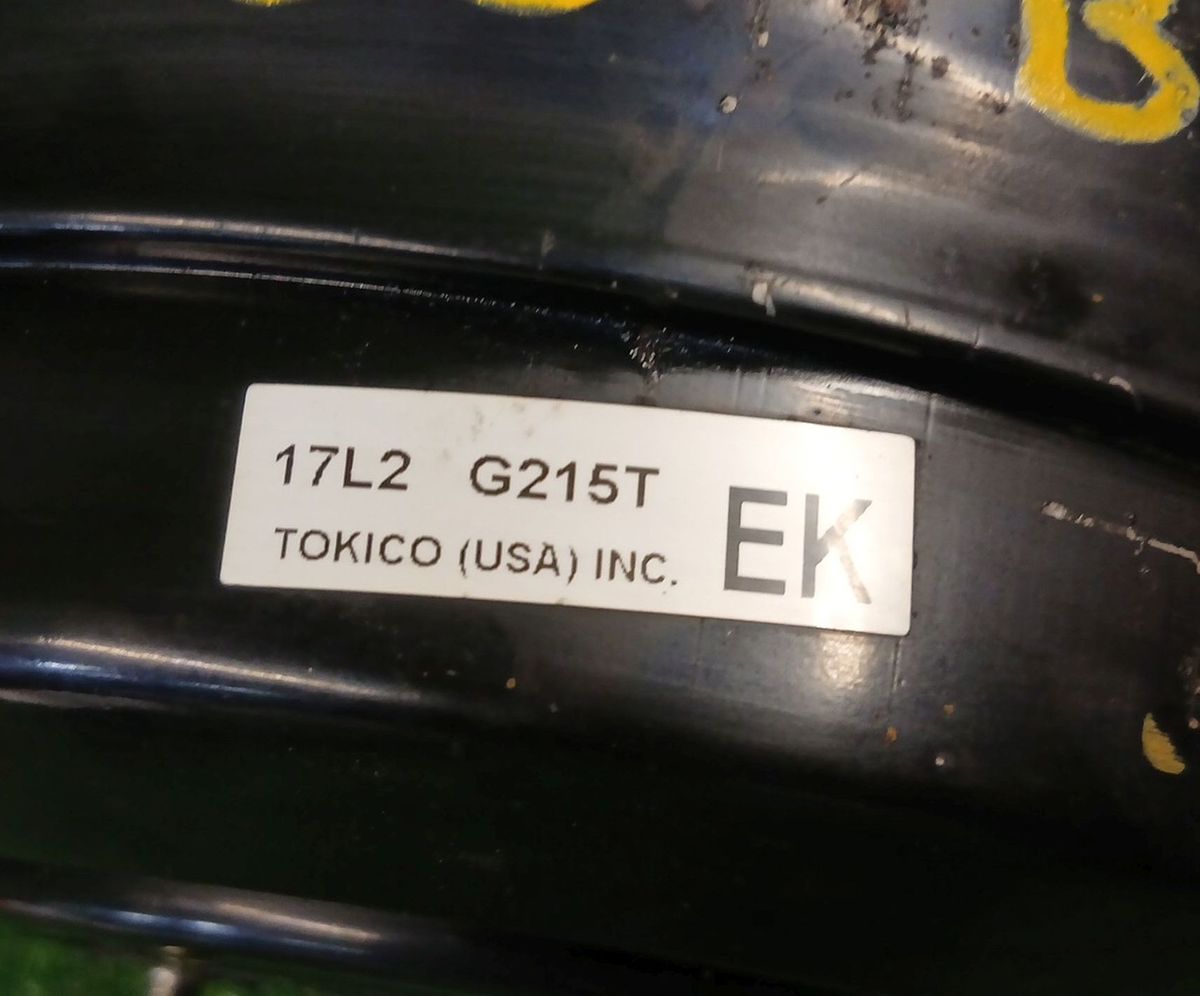 B
17L2 G215T
TOKICO (USA) INC.
EK